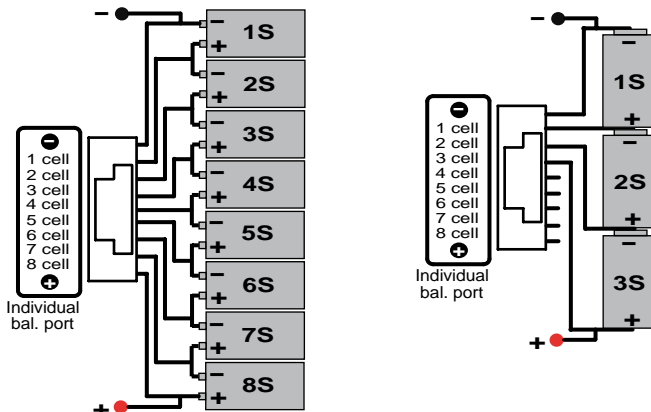 −
− 1S
+
− 2S
+
− 3S
+
− 4S
+
− 5S
+
− 6S
+
− 7S
+
− 8S
+
+
−
1 cell
2 cell
3 cell
4 cell
5 cell
6 cell
7 cell
8 cell
+
Individual
bal. port
−
−
1S
+
−
2S
+
−
3S
+
+
−
1 cell
2 cell
3 cell
4 cell
5 cell
6 cell
7 cell
8 cell
+
Individual
bal. port